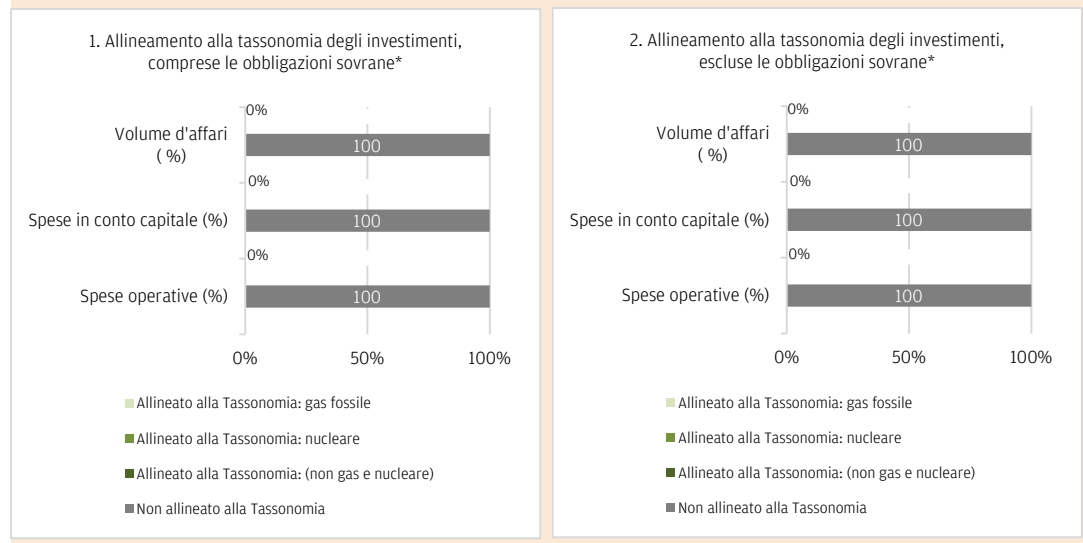 1. Allineamento alla tassonomia degli investimenti,
comprese le obbligazioni sovrane*
0%
Volume d'affari
( %)
100
0%
Spese in conto capitale (%)
100
0%
Spese operative (%)
100
0%
50%
100%
Allineato alla Tassonomia: gas fossile
Allineato alla Tassonomia: nucleare
Allineato alla Tassonomia: (non gas e nucleare)
Non allineato alla Tassonomia
2. Allineamento alla tassonomia degli investimenti,
escluse le obbligazioni sovrane*
0%
Volume d'affari
( %)
100
0%
Spese in conto capitale (%)
100
0%
Spese operative (%)
100
0%
50%
100%
Allineato alla Tassonomia: gas fossile
Allineato alla Tassonomia: nucleare
Allineato alla Tassonomia: (non gas e nucleare)
Non allineato alla Tassonomia